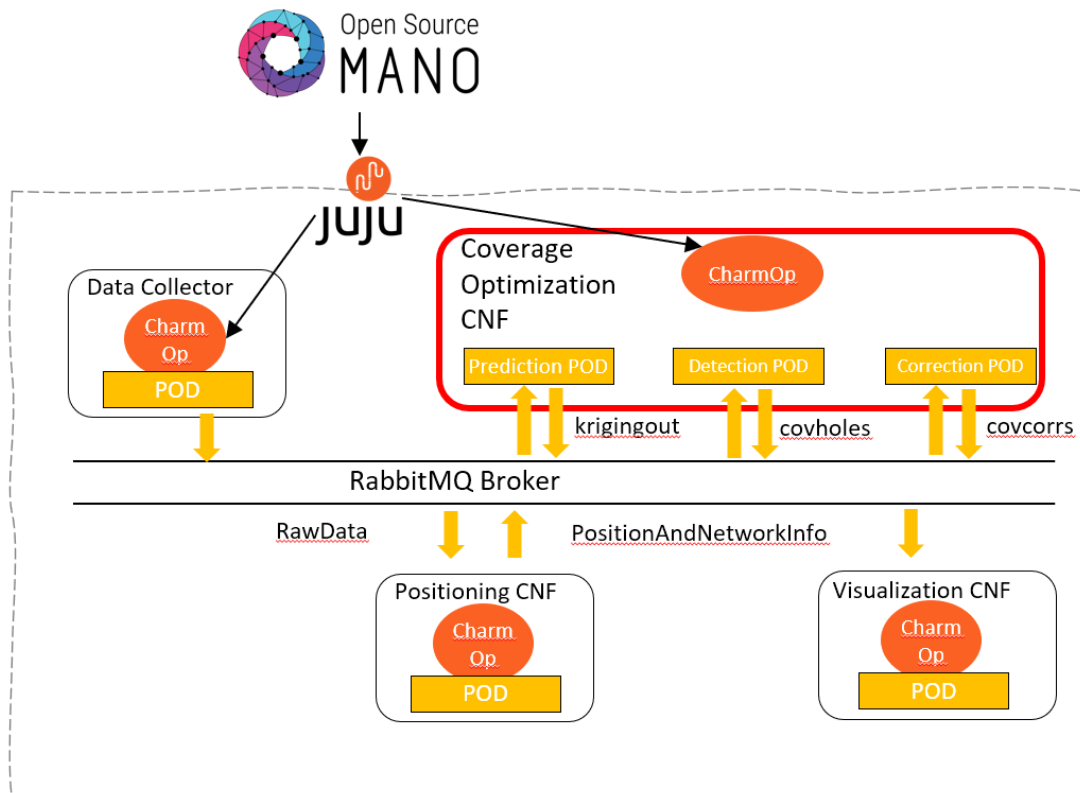 Open Source
MANO
juju
Coverage
Optimization
CNF
CharmOp
Data Collector
Charm
Op
POD
Prediction POD
Detection POD
Correction POD
krigingout
covholes
covcorrs
RabbitMQ Broker
RawData
PositionAndNetworkInfo
Positioning CNF
Charm
Op
POD
Visualization CNF
Charm
Op
POD